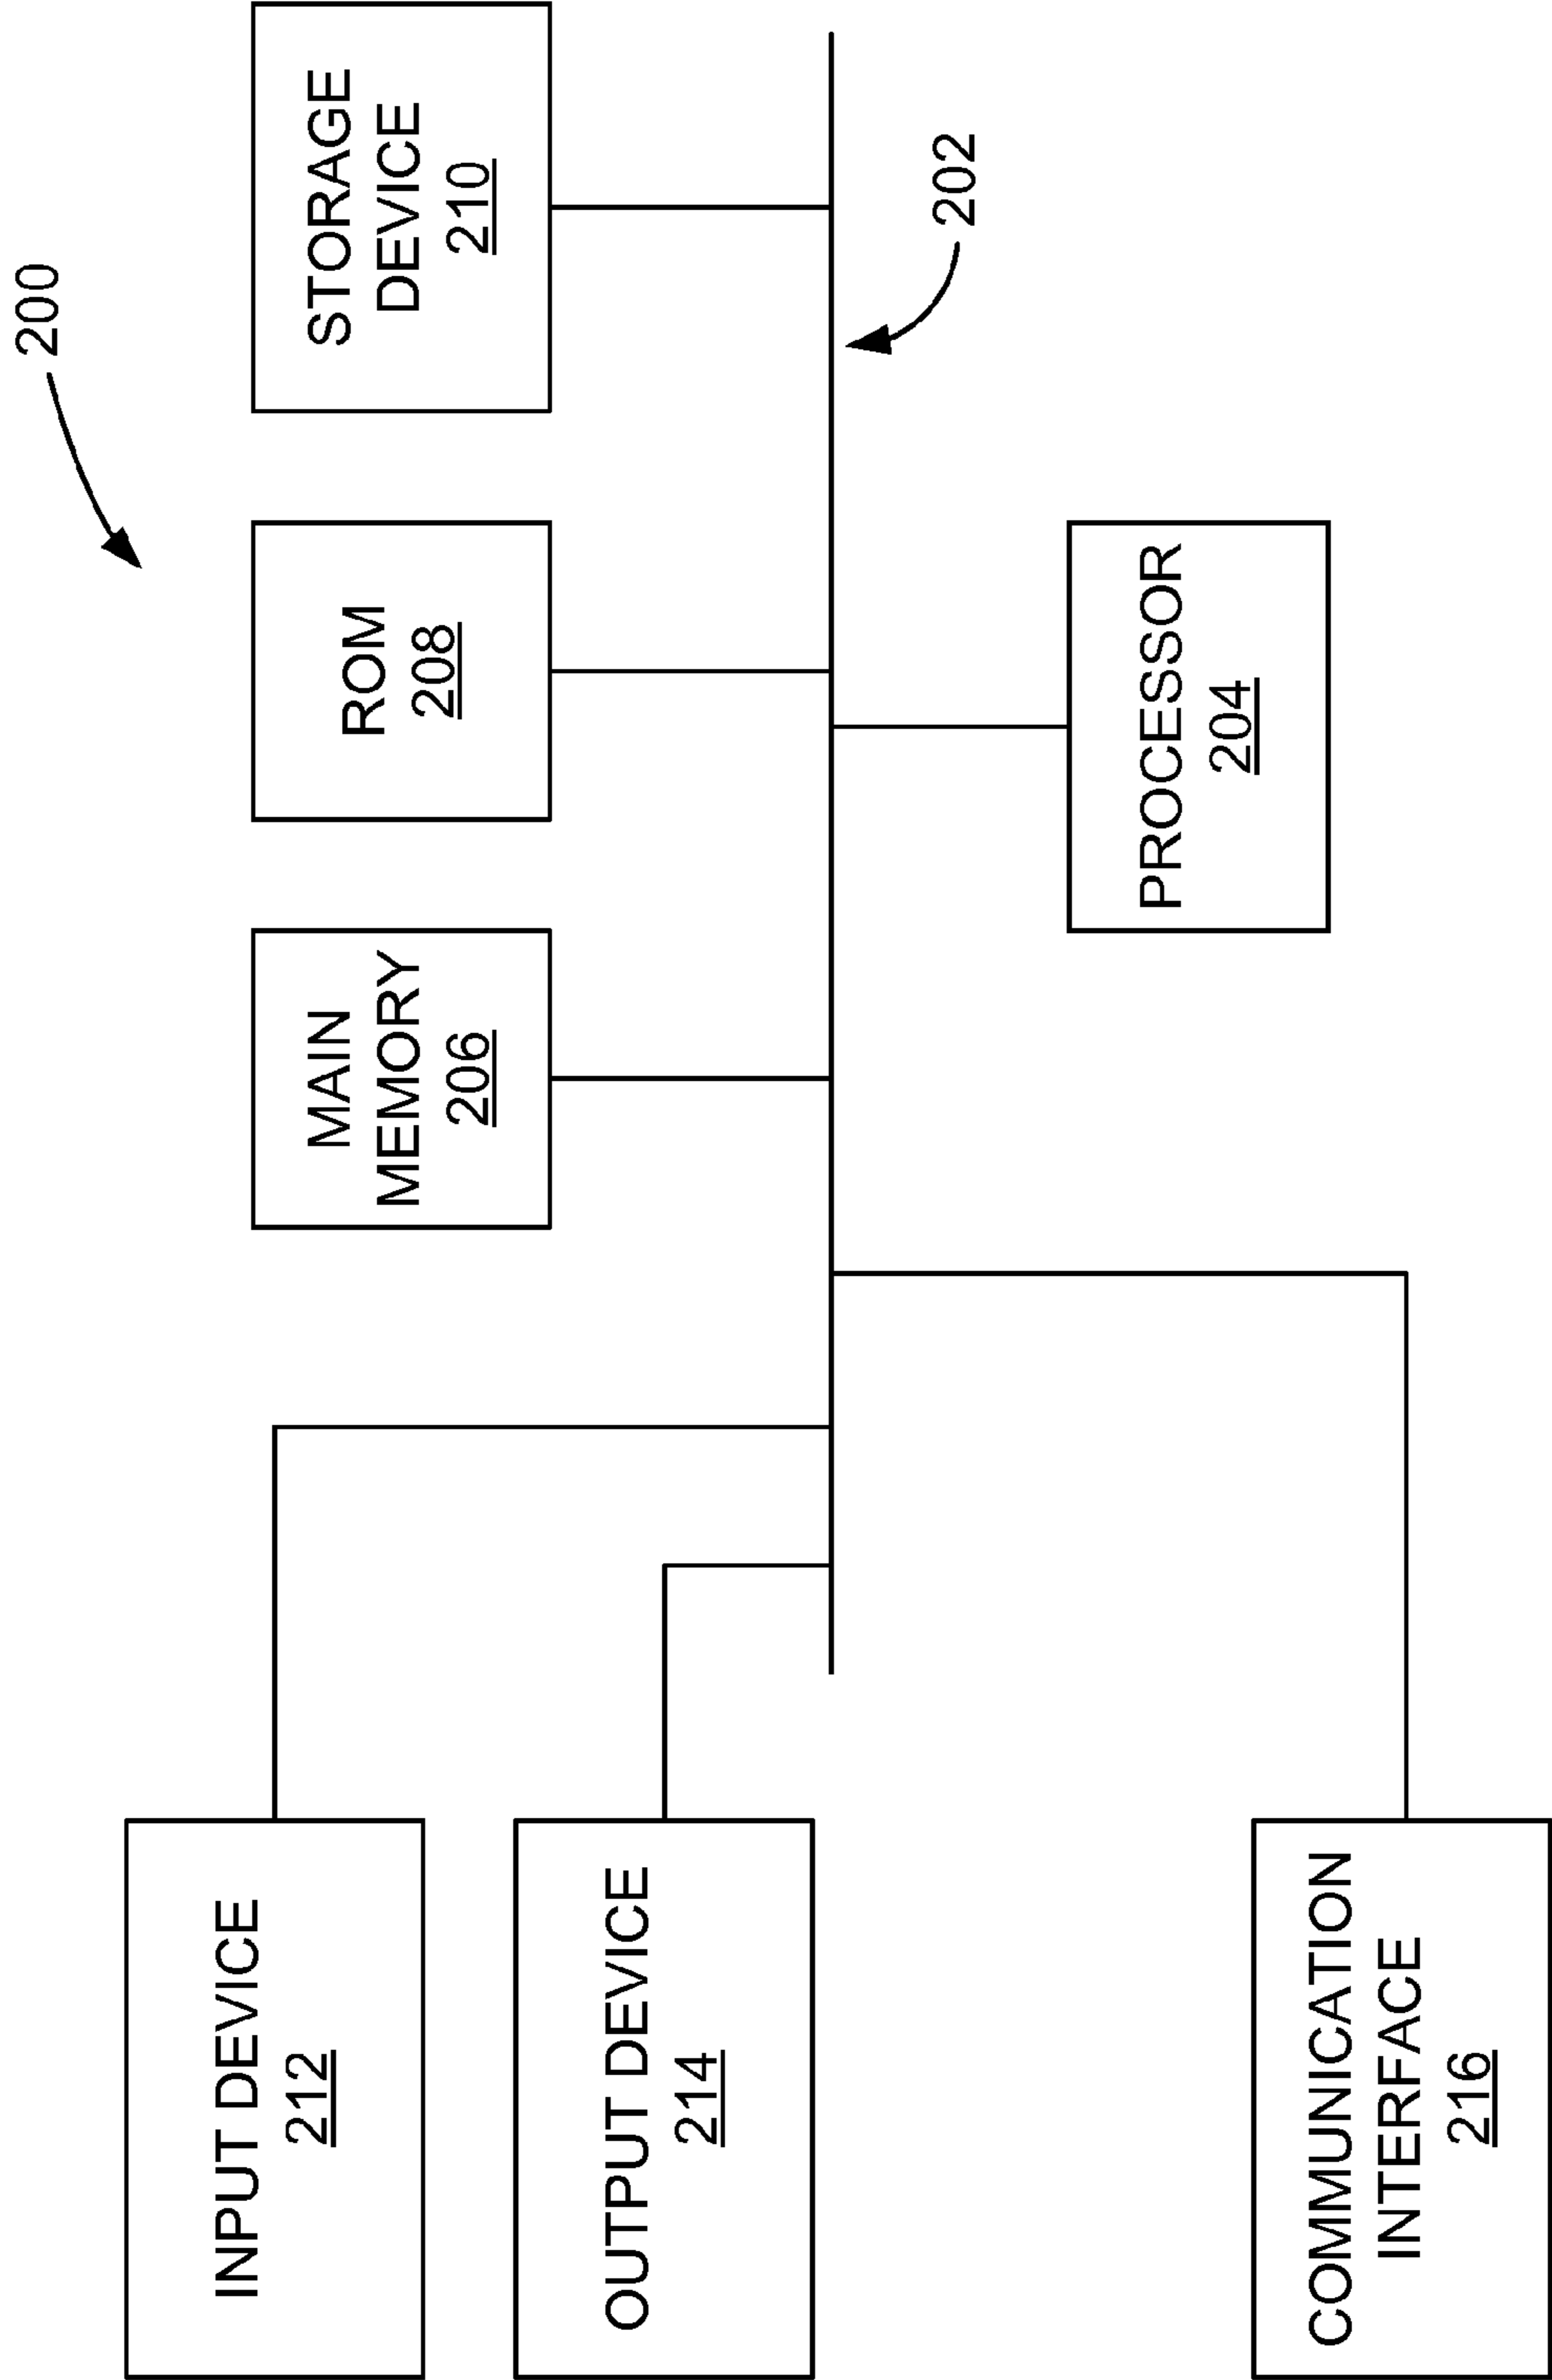 200
INPUT DEVICE
212
MAIN
MEMORY
206
ROM
208
STORAGE
DEVICE
210
OUTPUT DEVICE
214
202
PROCESSOR
204
COMMUNICATION
INTERFACE
216